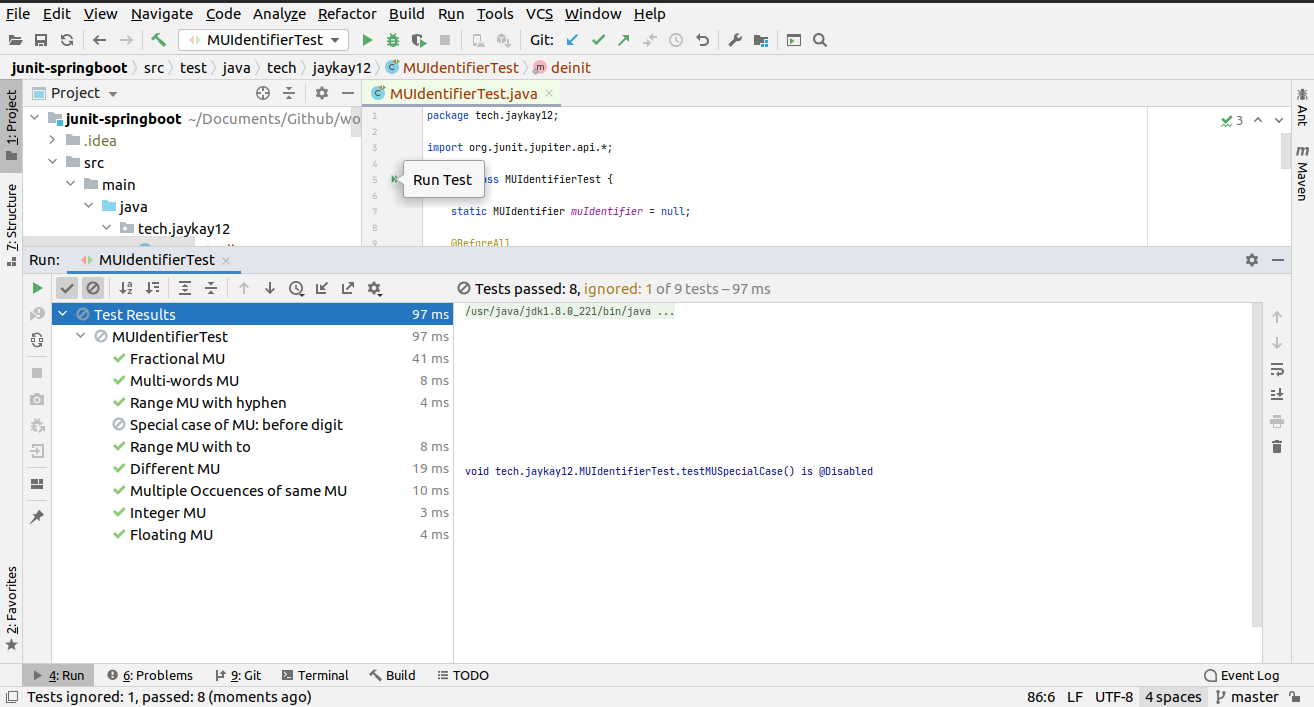 File Edit View Navigate Code Analyze Refactor Build Run Tools VCS Window Help
MUIdentifierTest Git:
junit-springboot src test java tech jaykay12 MUIdentifierTest deinit
1: Project
7: Structure
2: Favorites
Project
junit-springboot ~/Documents/Github/wo
.idea
src
main
java
tech.jaykay12
MUIdentifierTest.java
1 package tech.jaykay12;
2
3 import org.junit.jupiter.api.*;
4
5 ass MUIdentifierTest {
6
7 static MUIdentifier muIdentifier = null;
8
9 @BeforeAll
Run Test
3
Ant
Maven
Run: MUIdentifierTest
Tests passed: 8, ignored: 1 of 9 tests – 97 ms
Test Results 97 ms
MUIdentifierTest 97 ms
Fractional MU 41 ms
Multi-words MU 8 ms
Range MU with hyphen 4 ms
Special case of MU: before digit
Range MU with to 8 ms
Different MU 19 ms
Multiple Occuences of same MU 10 ms
Integer MU 3 ms
Floating MU 4 ms
/usr/java/jdk1.8.0_221/bin/java ...
void tech.jaykay12.MUIdentifierTest.testMUSpecialCase() is @Disabled
4: Run 6: Problems 9: Git Terminal Build TODO Event Log
Tests ignored: 1, passed: 8 (moments ago) 86:6 LF UTF-8 4 spaces master